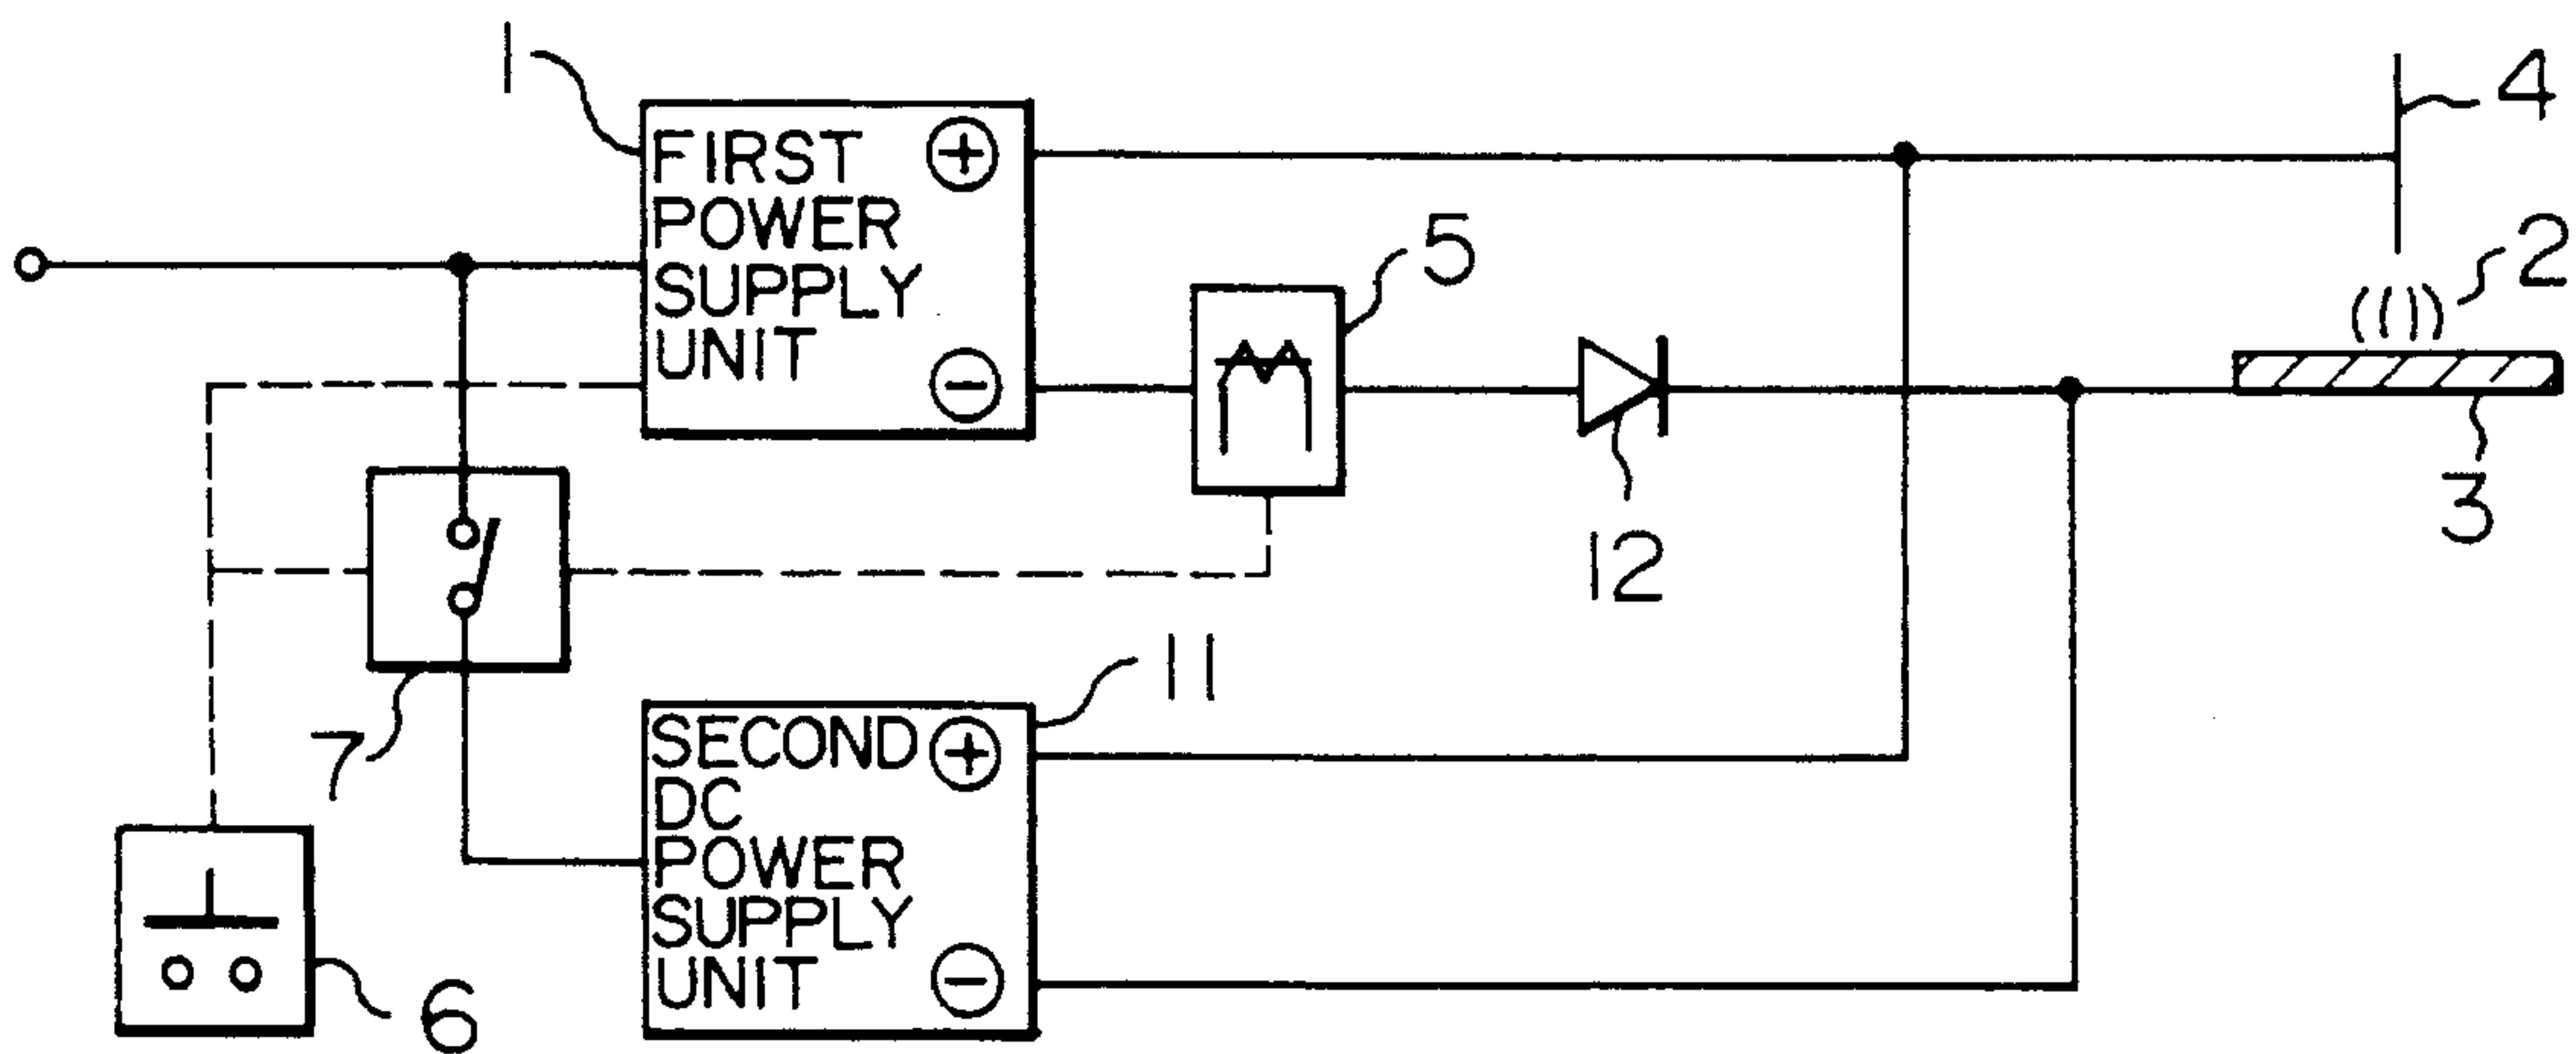 1
4
FIRST +
POWER
SUPPLY
UNIT −
5
2
3
12
7
11
SECOND +
DC
POWER
SUPPLY
UNIT −
6